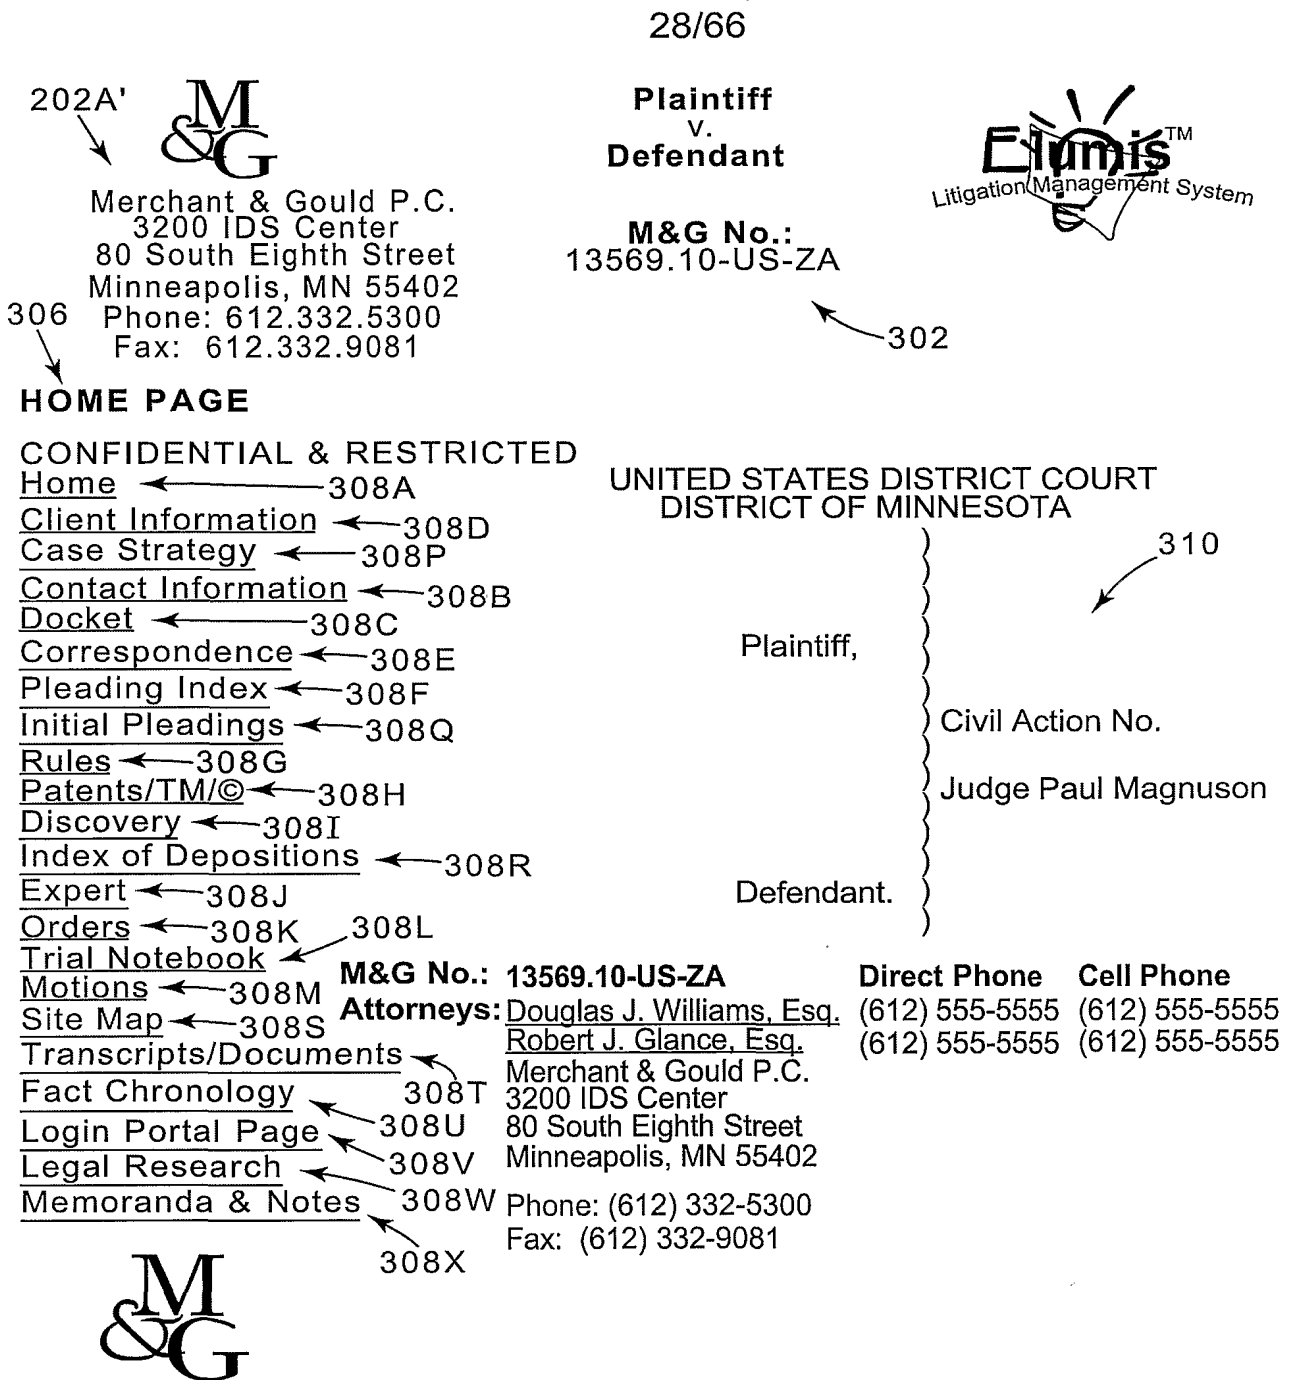 28/66
202A'
M
&G
Merchant & Gould P.C.
3200 IDS Center
80 South Eighth Street
Minneapolis, MN 55402
Phone: 612.332.5300
Fax: 612.332.9081
Plaintiff
v.
Defendant
M&G No.:
13569.10-US-ZA
302
Elumis™
Litigation Management System
306
HOME PAGE
CONFIDENTIAL & RESTRICTED
Home 308A
Client Information 308D
Case Strategy 308P
Contact Information 308B
Docket 308C
Correspondence 308E
Pleading Index 308F
Initial Pleadings 308Q
Rules 308G
Patents/TM/© 308H
Discovery 308I
Index of Depositions 308R
Expert 308J
Orders 308K
Trial Notebook 308L
Motions 308M
Site Map 308S
Transcripts/Documents 308T
Fact Chronology 308U
Login Portal Page 308V
Legal Research 308W
Memoranda & Notes 308X
M
&G
UNITED STATES DISTRICT COURT
DISTRICT OF MINNESOTA
310
Plaintiff,
Civil Action No.
Judge Paul Magnuson
Defendant.
M&G No.: 13569.10-US-ZA Direct Phone Cell Phone
Attorneys: Douglas J. Williams, Esq. (612) 555-5555 (612) 555-5555
Robert J. Glance, Esq. (612) 555-5555 (612) 555-5555
Merchant & Gould P.C.
3200 IDS Center
80 South Eighth Street
Minneapolis, MN 55402
Phone: (612) 332-5300
Fax: (612) 332-9081